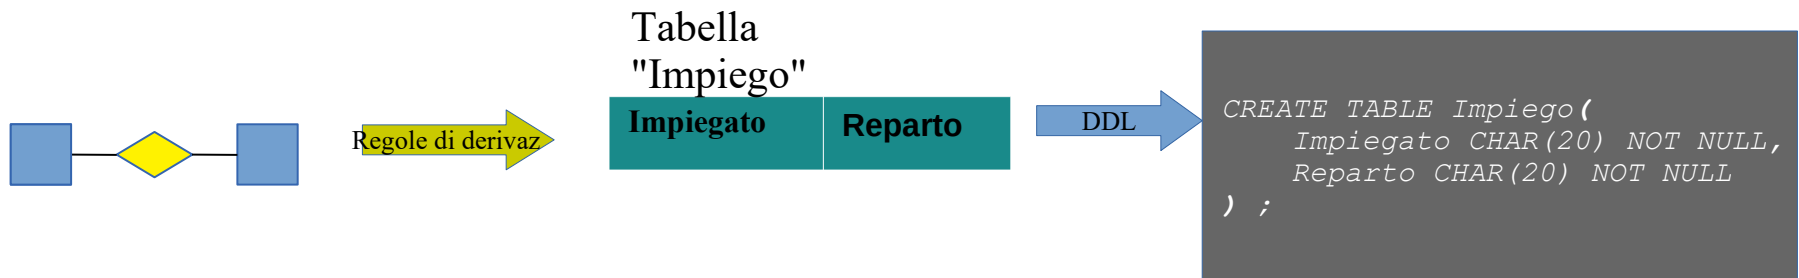 Regole di derivaz
Tabella
"Impiego"
Impiegato Reparto
DDL
CREATE TABLE Impiego(
Impiegato CHAR(20) NOT NULL,
Reparto CHAR(20) NOT NULL
) ;